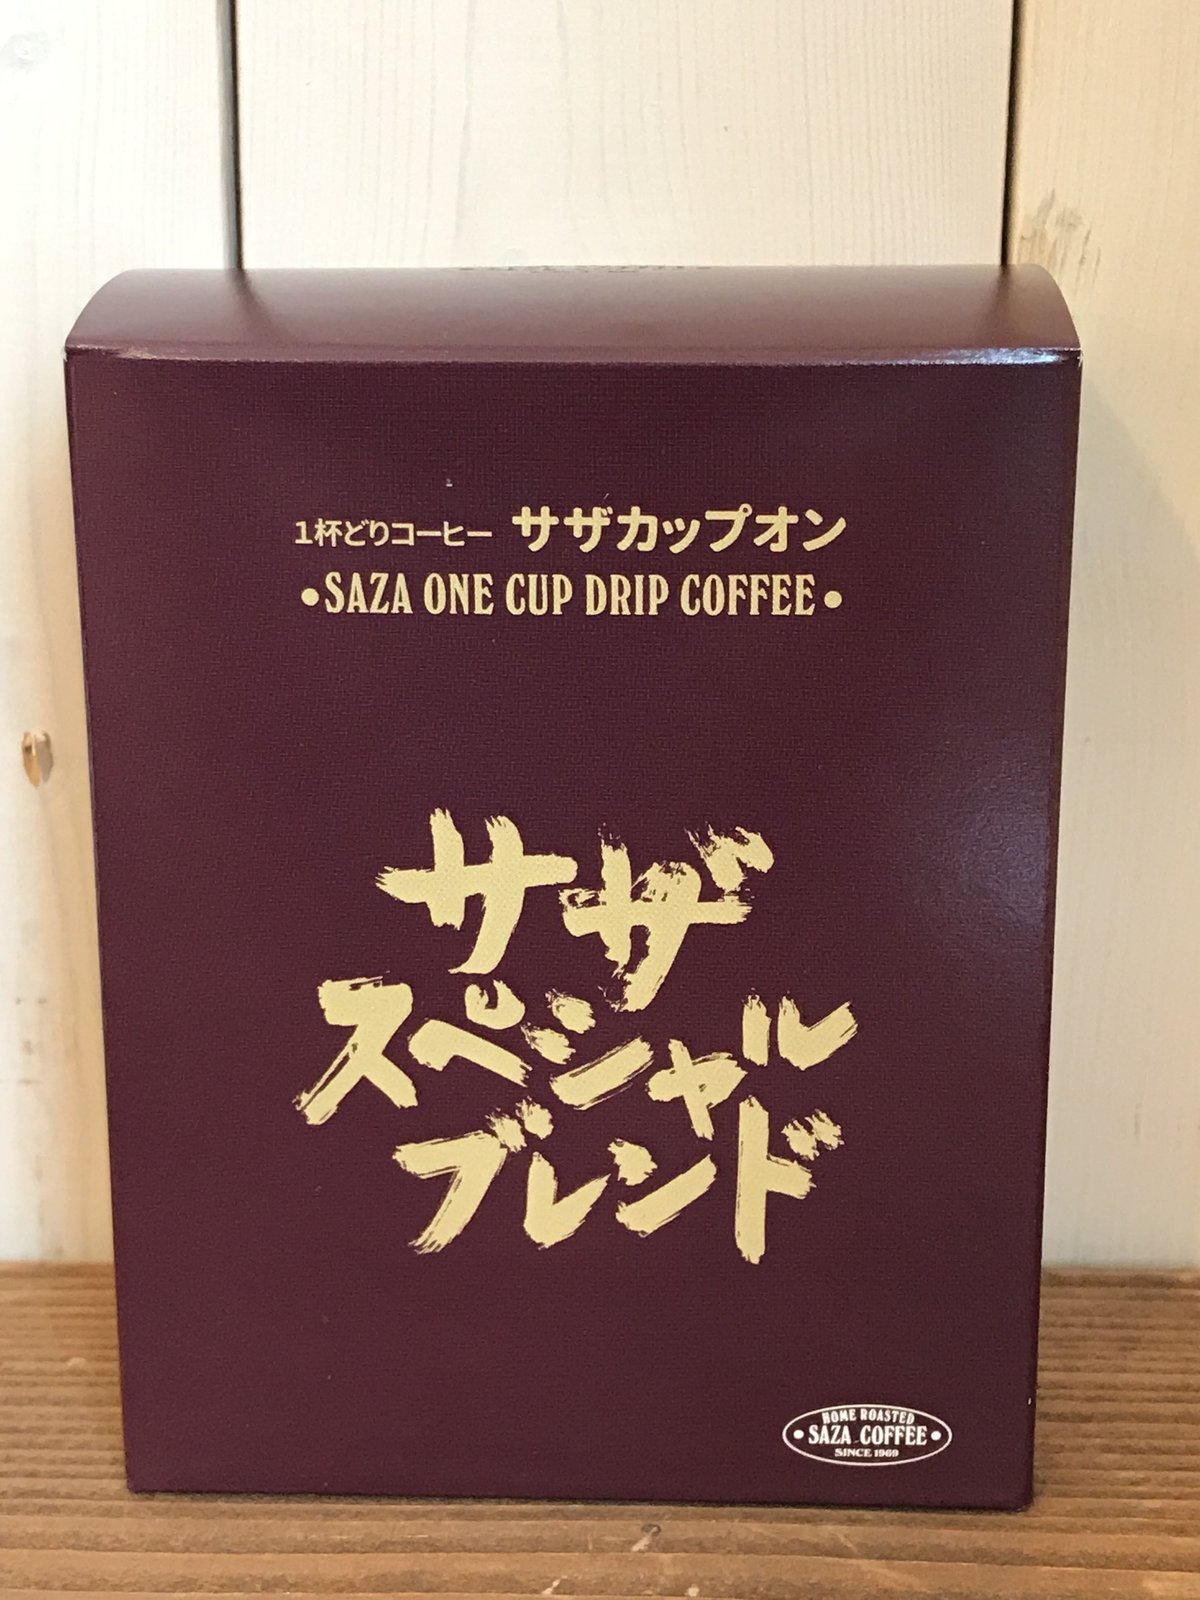 1杯どりコーヒー サザカップオン
•SAZA ONE CUP DRIP COFFEE•
サザ
スペシャル
ブレンド
HOME ROASTED
• SAZA COFFEE •
SINCE 1969